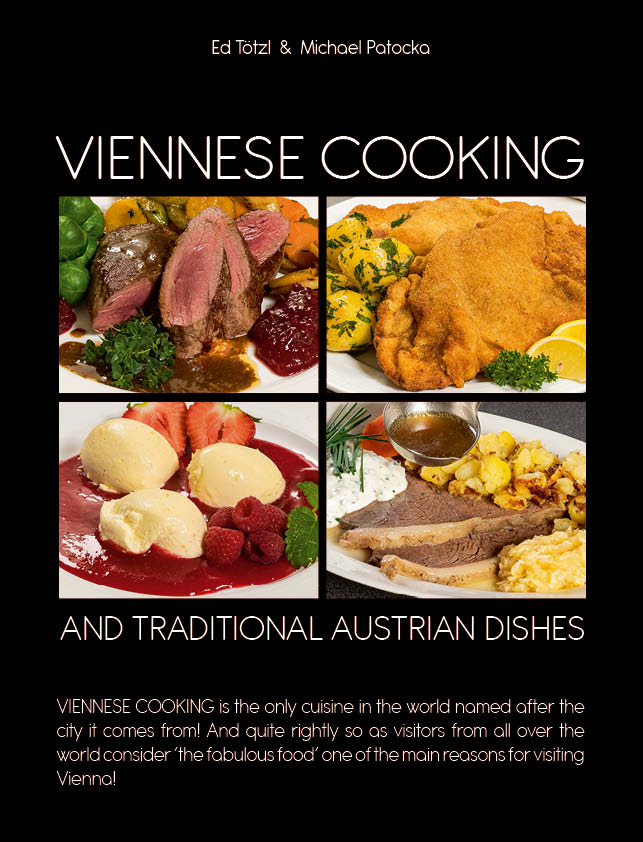 Ed Tötzl & Michael Patocka
VIENNESE COOKING
AND TRADITIONAL AUSTRIAN DISHES
VIENNESE COOKING is the only cuisine in the world named after the
city it comes from! And quite rightly so as visitors from all over the
world consider 'the fabulous food' one of the main reasons for visiting
Vienna!